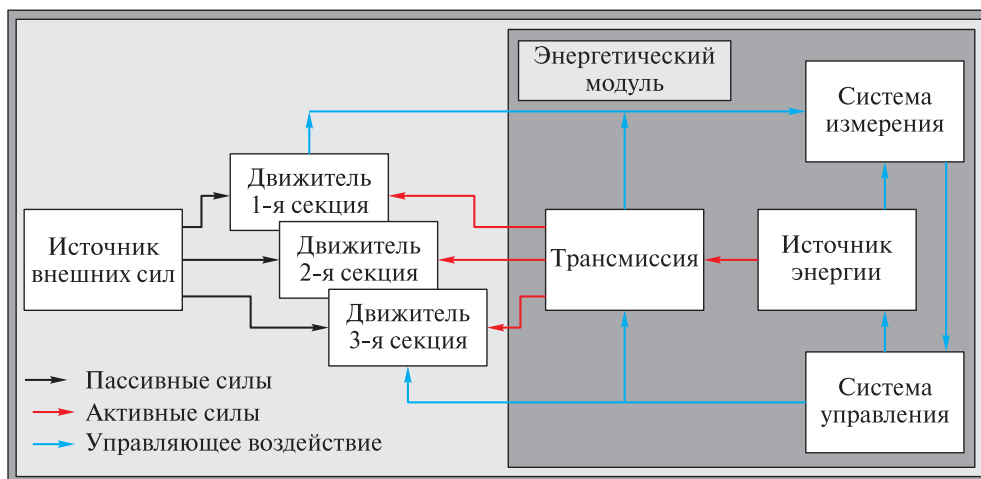 Энергетический
модуль
Система
измерения
Движитель
1-я секция
Движитель
2-я секция
Движитель
3-я секция
Источник
внешних сил
Трансмиссия
Источник
энергии
Система
управления
Пассивные силы
Активные силы
Управляющее воздействие